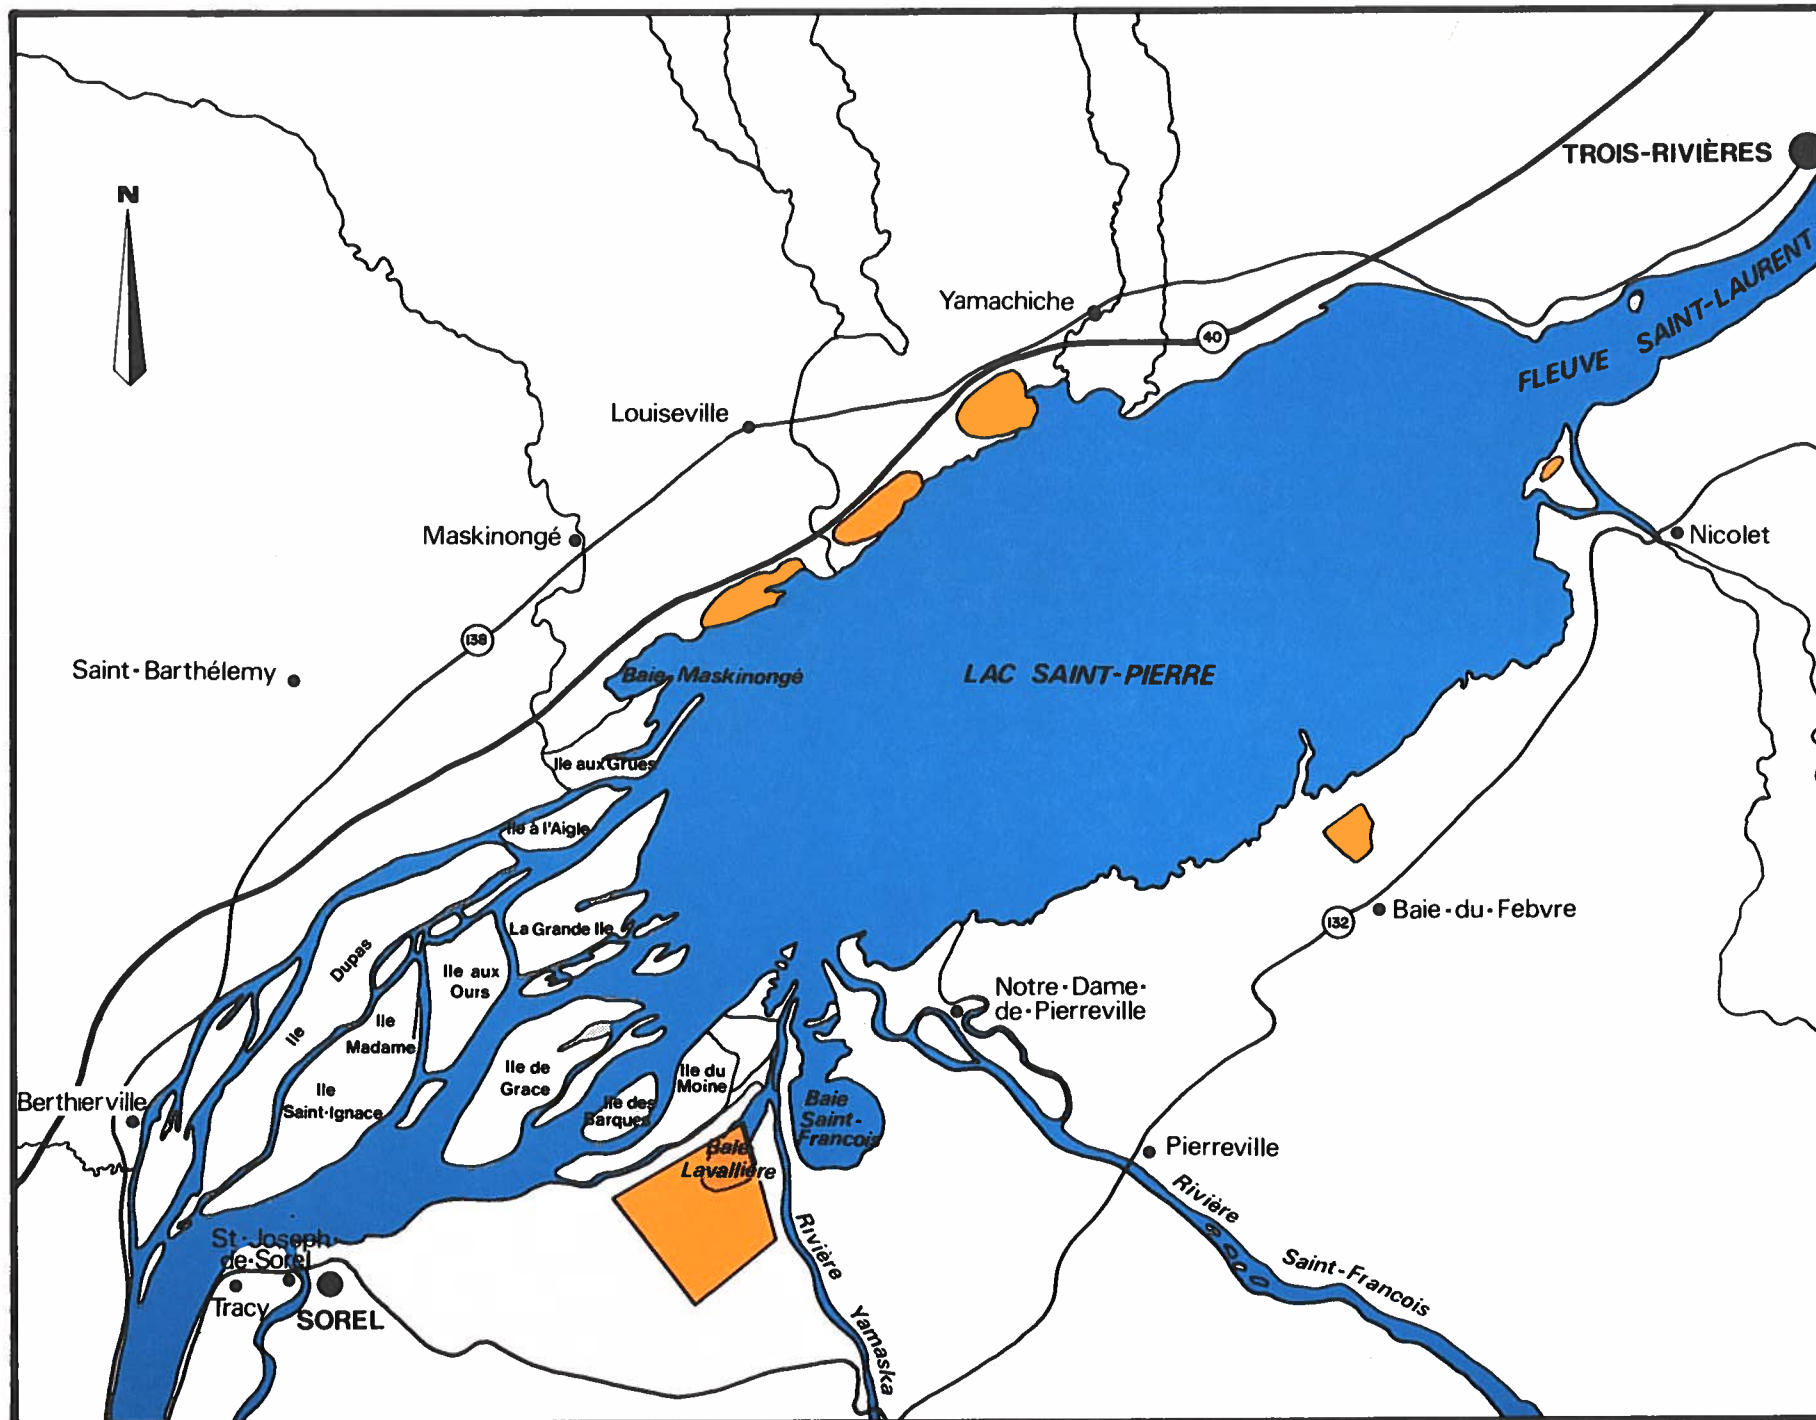 N
TROIS-RIVIÈRES
FLEUVE SAINT-LAURENT
Yamachiche
40
Louiseville
Maskinongé
Nicolet
138
Saint-Barthélemy
Baie Maskinongé
LAC SAINT-PIERRE
Ile aux Grues
Ile à l'Aigle
La Grande Ile
132
Baie-du-Febvre
Ile Dupas
Ile aux
Ours
Notre-Dame-
de-Pierreville
Ile
Madame
Ile de
Grace
Ile du
Moine
Ile
Saint-Ignace
Ile des
Barques
Baie
Saint-
Francois
Berthierville
Baie
Lavallière
Pierreville
Rivière Saint-Francois
Rivière Yamaska
St-Joseph-
de-Sorel
Tracy
SOREL